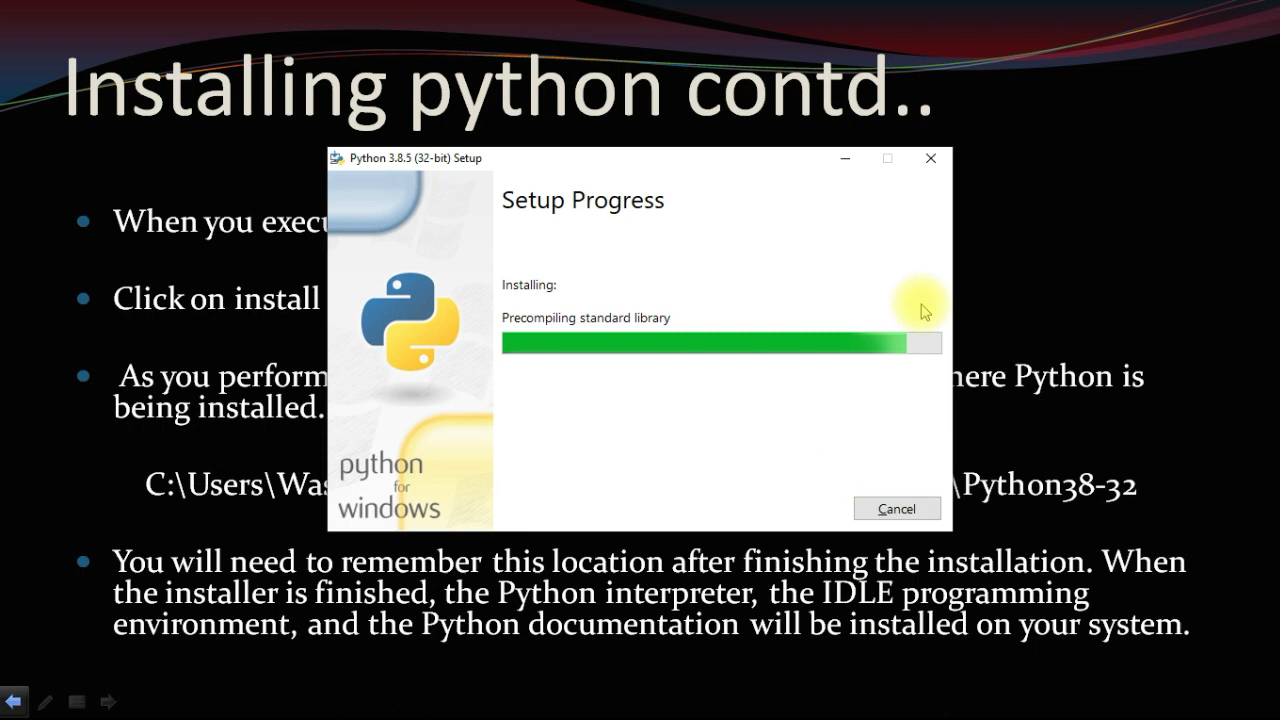 Installing python contd..
Python 3.8.5 (32-bit) Setup
Setup Progress
Installing:
Precompiling standard library
python
for
windows
Cancel
When you
Click on install
As you perform
here Python is
being installed.
C:\Users\Was
\Python38-32
You will need to remember this location after finishing the installation. When
the installer is finished, the Python interpreter, the IDLE programming
environment, and the Python documentation will be installed on your system.